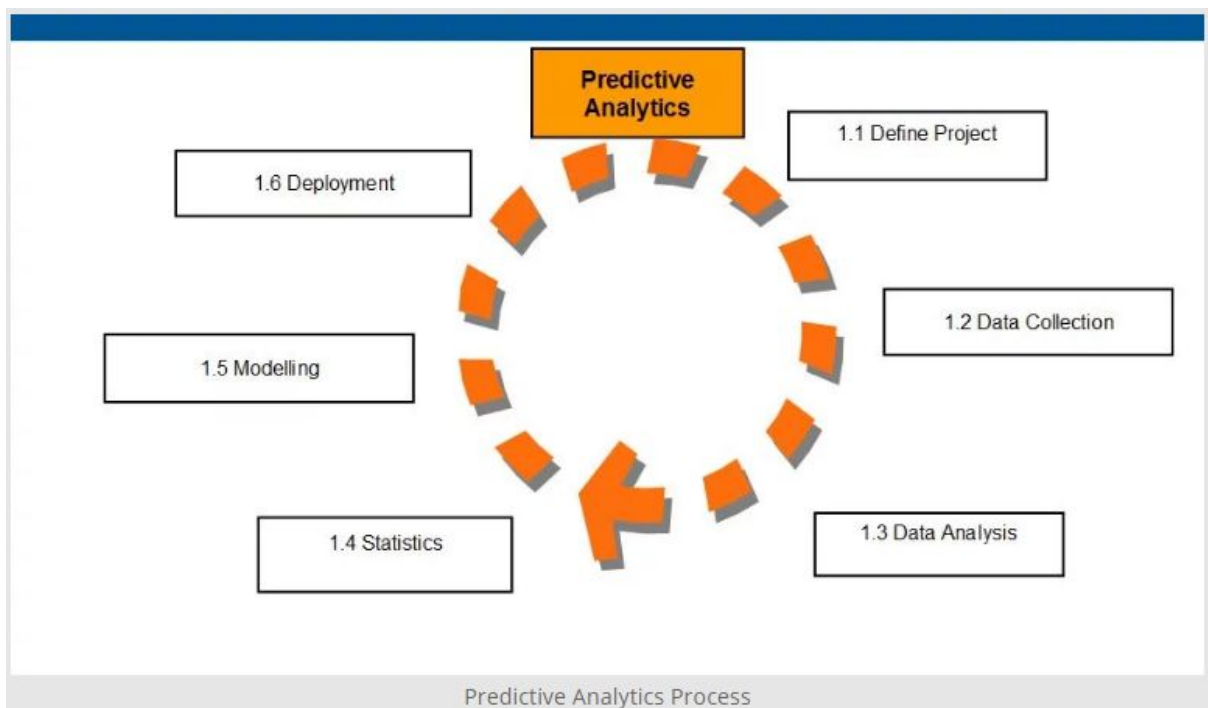 Predictive
Analytics
1.1 Define Project
1.2 Data Collection
1.3 Data Analysis
1.4 Statistics
1.5 Modelling
1.6 Deployment
Predictive Analytics Process